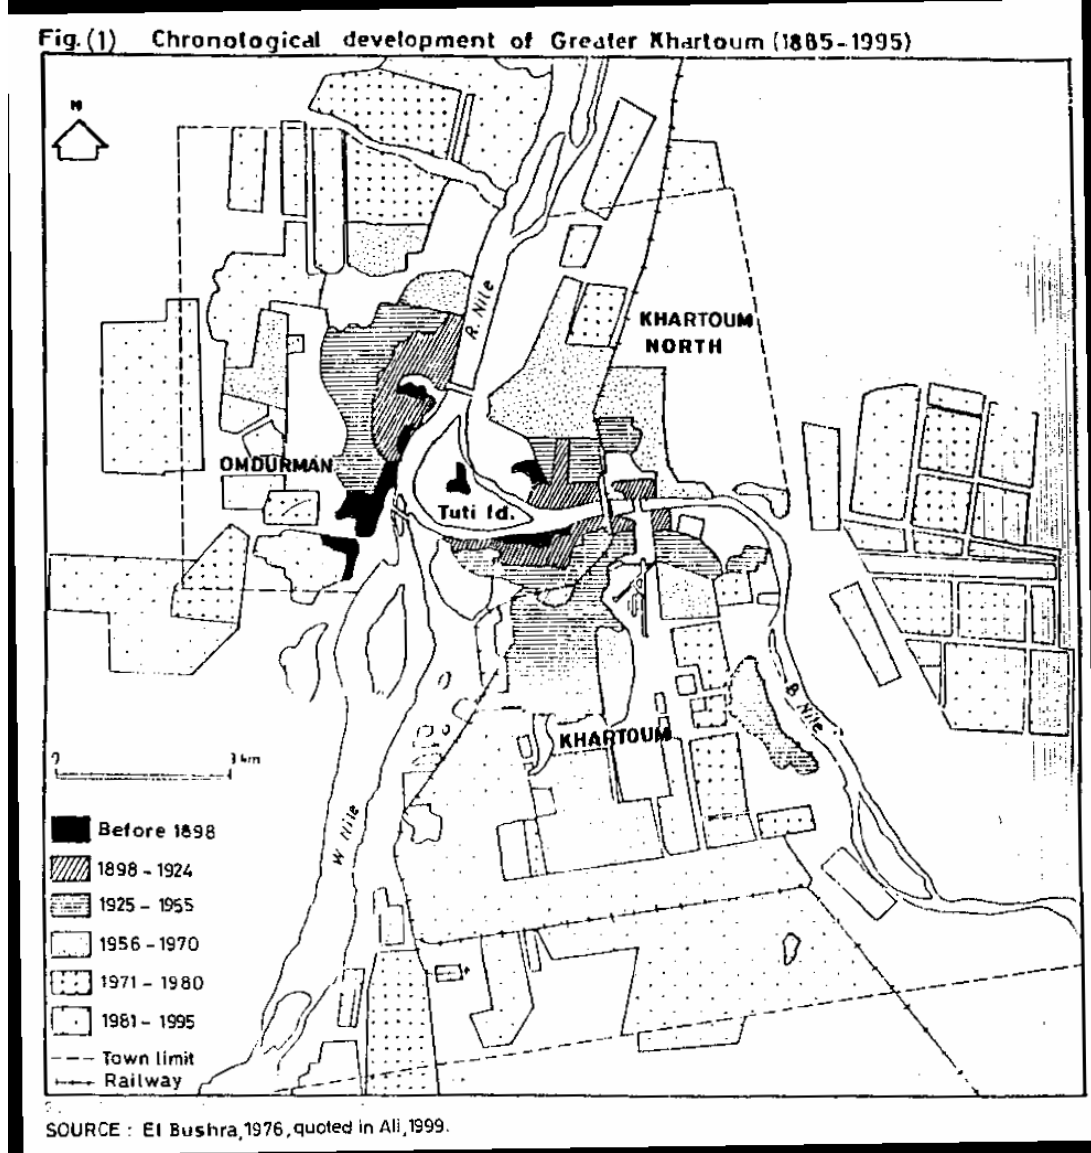 Fig.(1) Chronological development of Greater Khartoum (1885-1995)
N
R. Nile
KHARTOUM
NORTH
OMDURMAN
Tuti Id.
B. Nile
KHARTOUM
0 3 km
W Nile
Before 1898
1898 - 1924
1925 - 1955
1956 - 1970
1971 - 1980
1981 - 1995
Town limit
Railway
SOURCE : El Bushra,1976,quoted in Ali,1999.